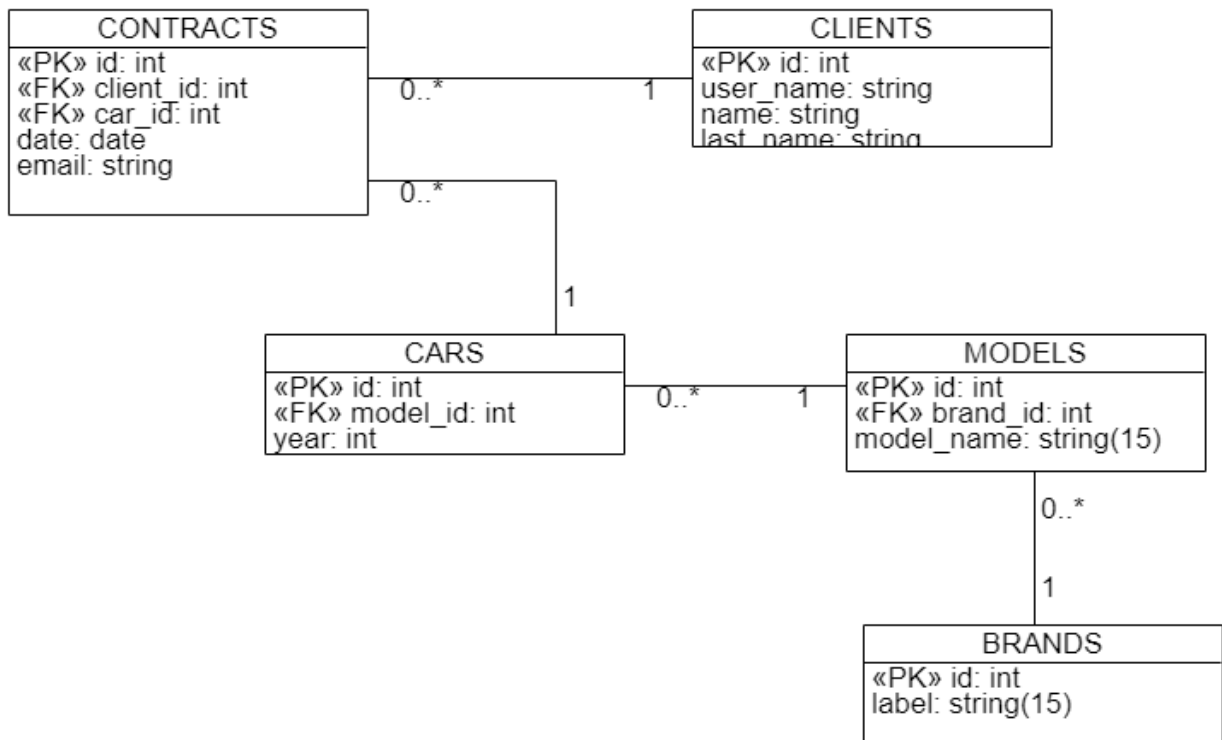 CONTRACTS
«PK» id: int
«FK» client_id: int
«FK» car_id: int
date: date
email: string
0..*
1
CLIENTS
«PK» id: int
user_name: string
name: string
last_name: string
0..*
1
CARS
«PK» id: int
«FK» model_id: int
year: int
0..*
1
MODELS
«PK» id: int
«FK» brand_id: int
model_name: string(15)
0..*
1
BRANDS
«PK» id: int
label: string(15)